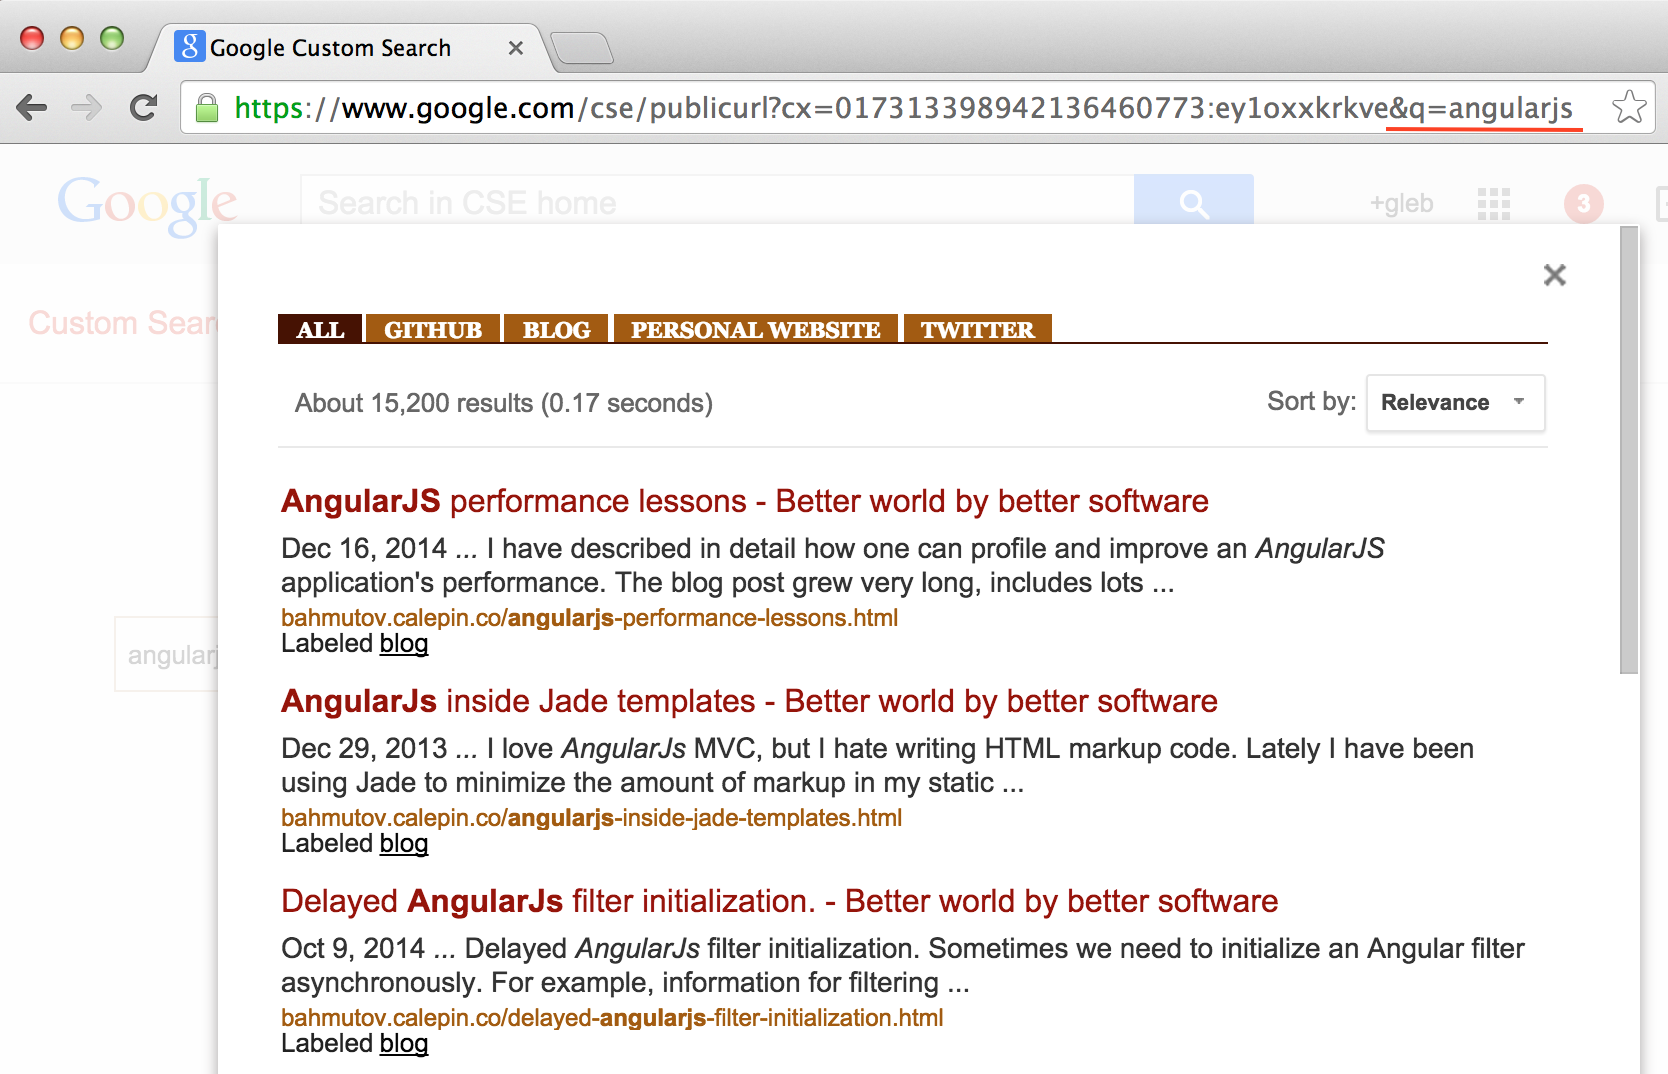 Google Custom Search
https://www.google.com/cse/publicurl?cx=017313398942136460773:ey1oxxkrkve&q=angularjs
Google
Search in CSE home
+gleb
3
Custom Sear
ALL GITHUB BLOG PERSONAL WEBSITE TWITTER
About 15,200 results (0.17 seconds)
Sort by: Relevance
AngularJS performance lessons - Better world by better software
Dec 16, 2014 ... I have described in detail how one can profile and improve an AngularJS
application's performance. The blog post grew very long, includes lots ...
bahmutov.calepin.co/angularjs-performance-lessons.html
Labeled blog
angularj
AngularJs inside Jade templates - Better world by better software
Dec 29, 2013 ... I love AngularJs MVC, but I hate writing HTML markup code. Lately I have been
using Jade to minimize the amount of markup in my static ...
bahmutov.calepin.co/angularjs-inside-jade-templates.html
Labeled blog
Delayed AngularJs filter initialization. - Better world by better software
Oct 9, 2014 ... Delayed AngularJs filter initialization. Sometimes we need to initialize an Angular filter
asynchronously. For example, information for filtering ...
bahmutov.calepin.co/delayed-angularjs-filter-initialization.html
Labeled blog